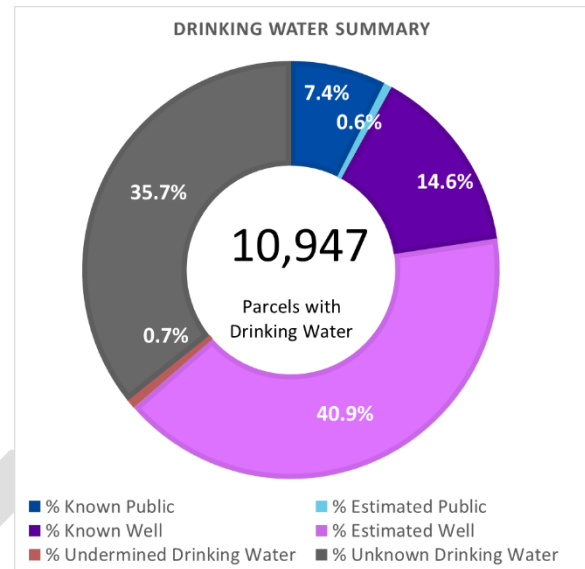 DRINKING WATER SUMMARY
7.4%
0.6%
14.6%
35.7%
10,947
Parcels with
Drinking Water
0.7%
40.9%
% Known Public
% Estimated Public
% Known Well
% Estimated Well
% Undermined Drinking Water
% Unknown Drinking Water